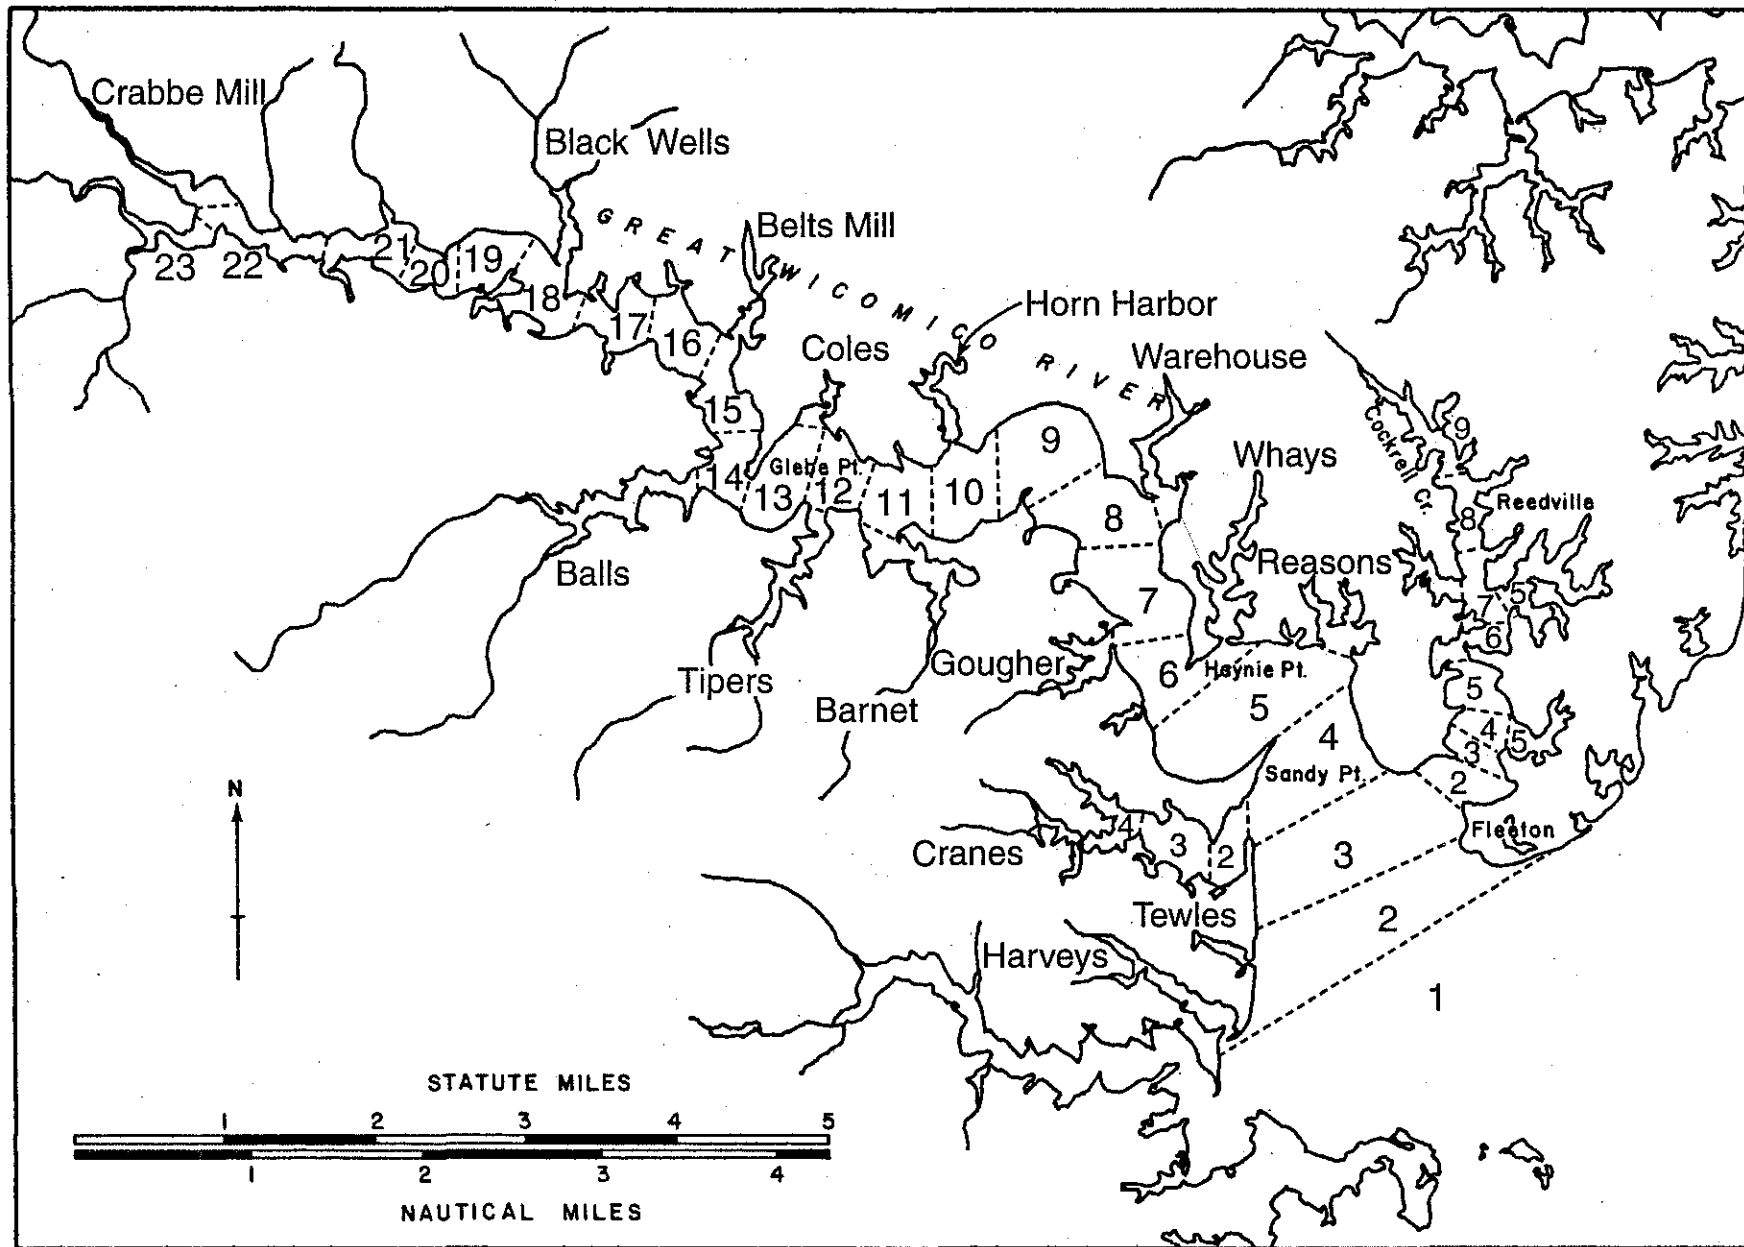 Crabbe Mill
Black Wells
GREAT WICOMICO RIVER
Belts Mill
23
22
21
20
19
18
17
16
Horn Harbor
Coles
Warehouse
15
9
Cockrell Cr.
9
Glebe Pt.
Whays
14
13
12
11
10
8
8
Reedville
Balls
Reasons
7
7
5
6
Tipers
Barnet
Gougher
6
Haynie Pt.
5
5
4
4
5
3
2
Sandy Pt.
N
Cranes
4
3
2
3
Fleeton
Tewles
2
Harveys
1
STATUTE MILES
1 2 3 4 5
1 2 3 4
NAUTICAL MILES